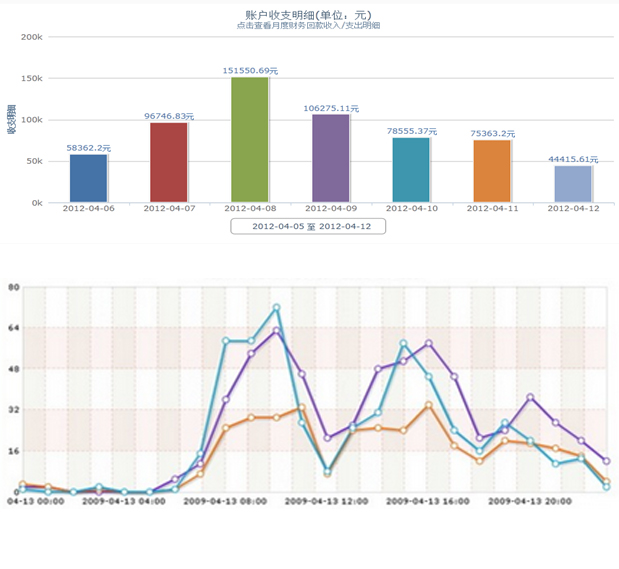 账户收支明细(单位：元)
点击查看月度财务回款收入/支出明细
200k
150k
100k
50k
0k
收支明细
58362.2元
96746.83元
151550.69元
106275.11元
78555.37元
75363.2元
44415.61元
2012-04-06 2012-04-07 2012-04-08 2012-04-09 2012-04-10 2012-04-11 2012-04-12
2012-04-05 至 2012-04-12
80
64
48
32
16
0
04-13 00:00 2009-04-13 04:00 2009-04-13 08:00 2009-04-13 12:00 2009-04-13 16:00 2009-04-13 20:00